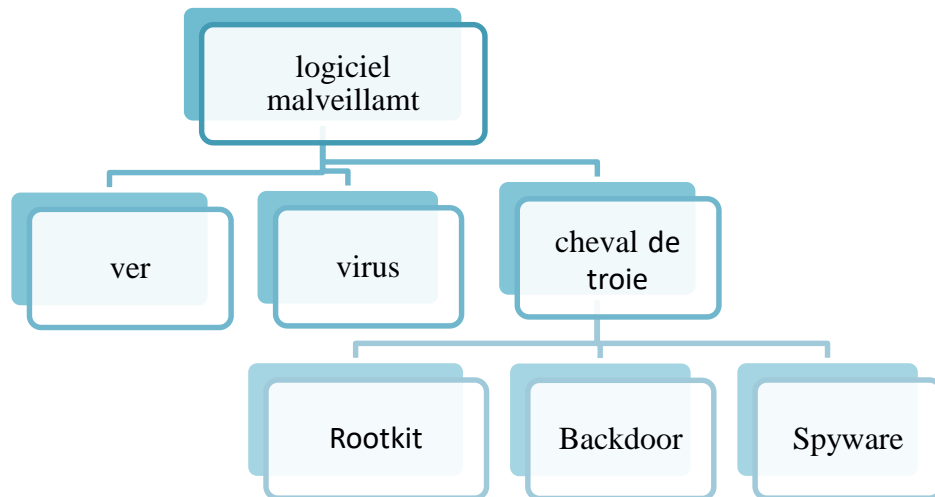 logiciel
malveillamt
ver
virus
cheval de
troie
Rootkit
Backdoor
Spyware